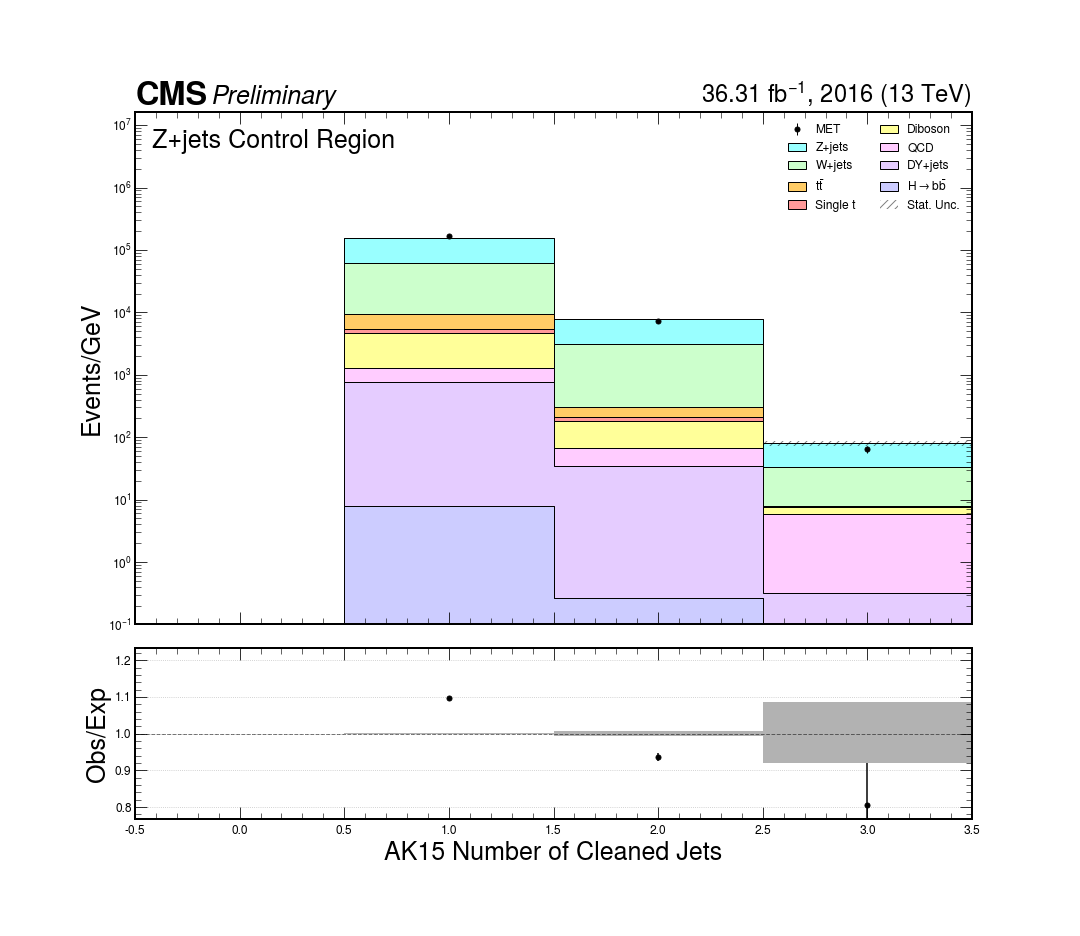 CMS Preliminary
36.31 fb⁻¹, 2016 (13 TeV)
Z+jets Control Region
MET
Z+jets
W+jets
tt̄
Single t
Diboson
QCD
DY+jets
H→bb̄
Stat. Unc.
Events/GeV
10⁷
10⁶
10⁵
10⁴
10³
10²
10¹
10⁰
10⁻¹
Obs/Exp
1.2
1.1
1.0
0.9
0.8
-0.5 0.0 0.5 1.0 1.5 2.0 2.5 3.0 3.5
AK15 Number of Cleaned Jets